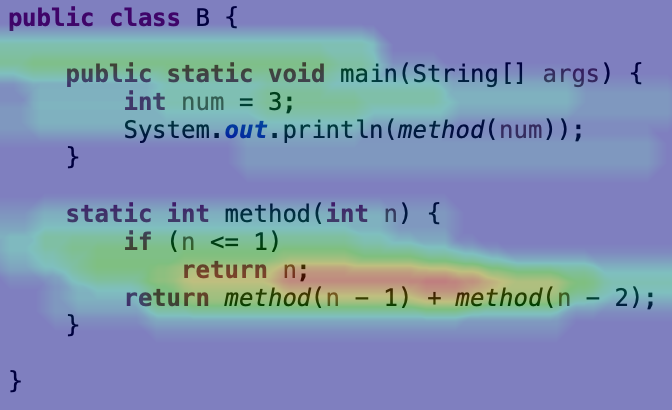 public class B {
public static void main(String[] args) {
int num = 3;
System.out.println(method(num));
}
static int method(int n) {
if (n <= 1)
return n;
return method(n − 1) + method(n − 2);
}
}